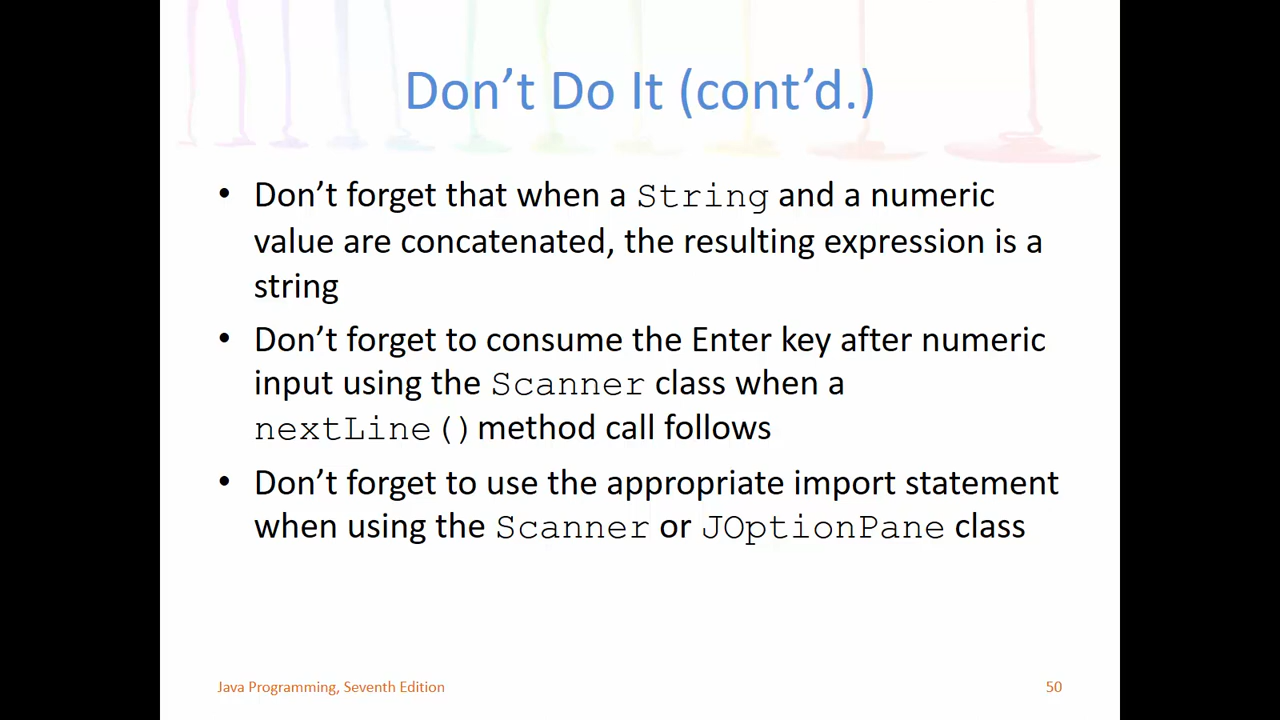 Don’t Do It (cont’d.)
• Don’t forget that when a String and a numeric
value are concatenated, the resulting expression is a
string
• Don’t forget to consume the Enter key after numeric
input using the Scanner class when a
nextLine() method call follows
• Don’t forget to use the appropriate import statement
when using the Scanner or JOptionPane class
Java Programming, Seventh Edition
50